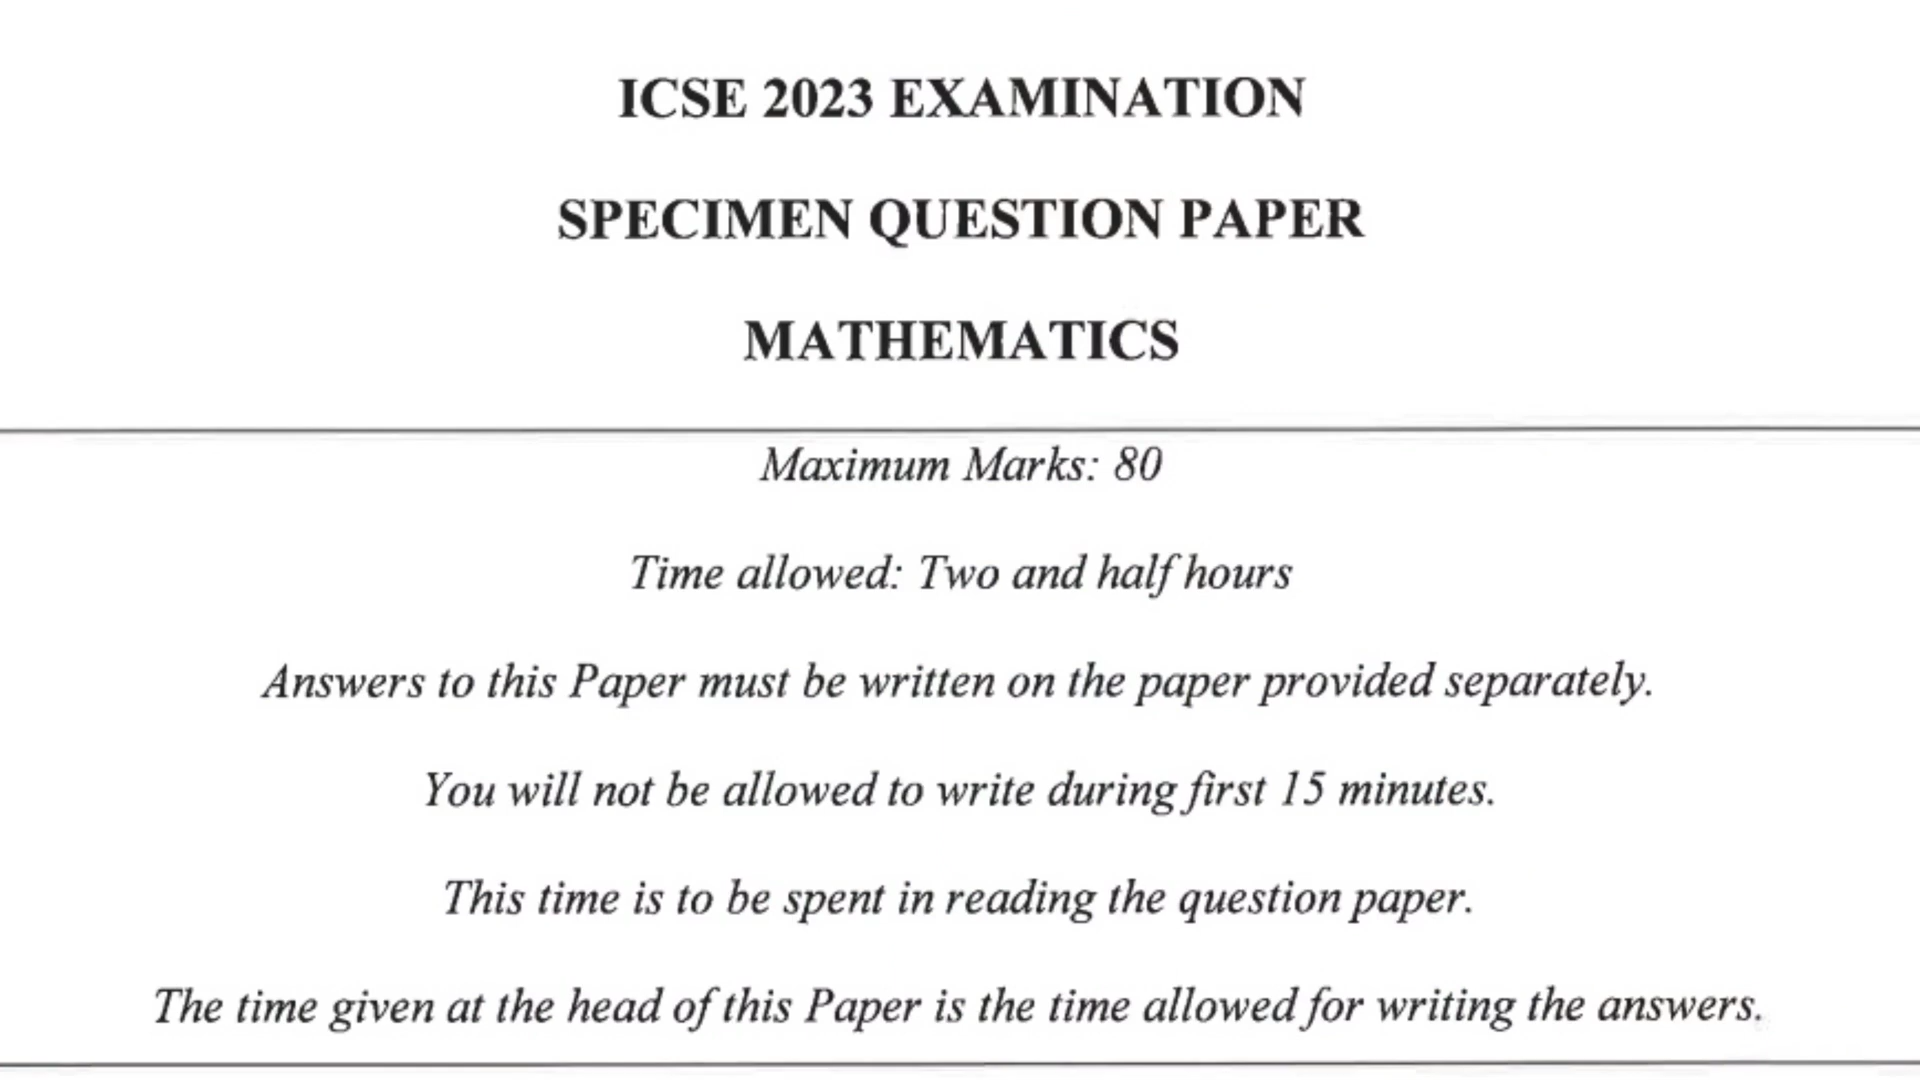 ICSE 2023 EXAMINATION
SPECIMEN QUESTION PAPER
MATHEMATICS
Maximum Marks: 80
Time allowed: Two and half hours
Answers to this Paper must be written on the paper provided separately.
You will not be allowed to write during first 15 minutes.
This time is to be spent in reading the question paper.
The time given at the head of this Paper is the time allowed for writing the answers.